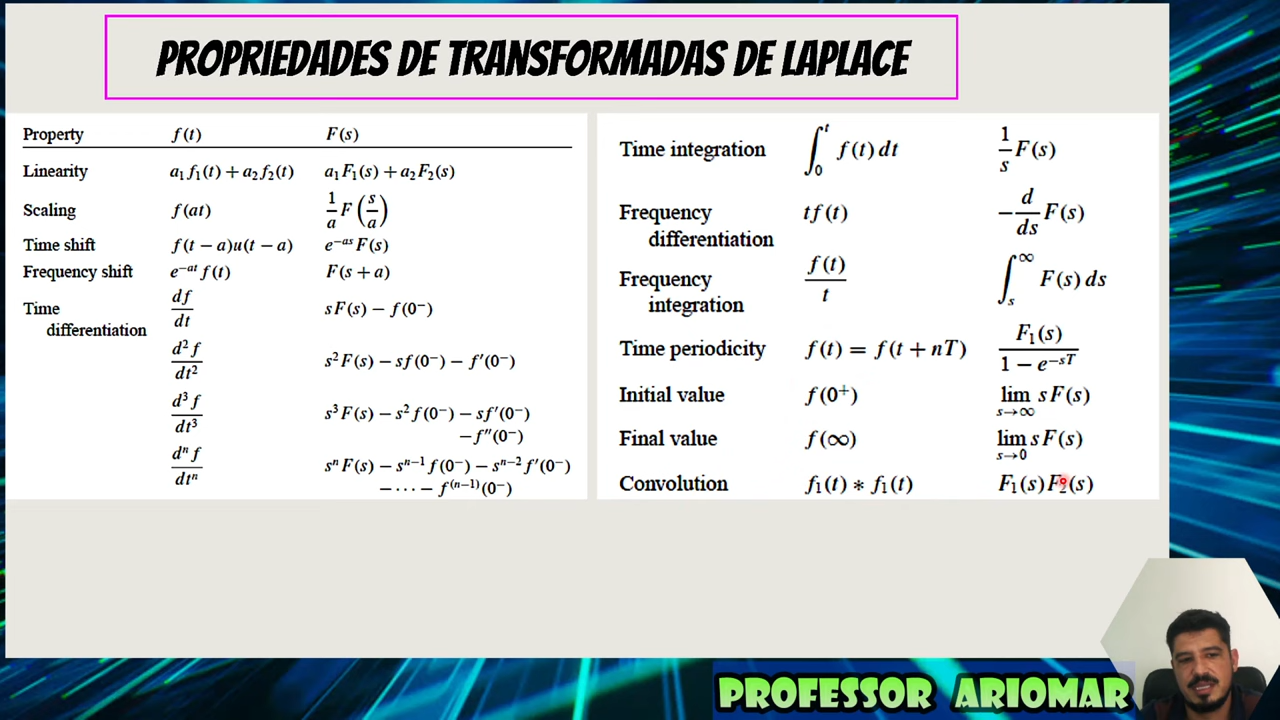 PROPRIEDADES DE TRANSFORMADAS DE LAPLACE
Property f(t) F(s)
Linearity a₁f₁(t) + a₂f₂(t) a₁F₁(s) + a₂F₂(s)
Scaling f(at) 1/a F(s/a)
Time shift f(t − a)u(t − a) e^−as F(s)
Frequency shift e^−at f(t) F(s + a)
Time differentiation df/dt sF(s) − f(0⁻)
d²f/dt² s²F(s) − sf(0⁻) − f′(0⁻)
d³f/dt³ s³F(s) − s²f(0⁻) − sf′(0⁻)
−f″(0⁻)
dⁿf/dtⁿ sⁿF(s) − sⁿ⁻¹f(0⁻) − sⁿ⁻²f′(0⁻)
− ⋯ − f⁽ⁿ⁻¹⁾(0⁻)
Time integration ∫₀ᵗ f(t) dt 1/s F(s)
Frequency differentiation tf(t) −d/ds F(s)
Frequency integration f(t)/t ∫ₛ^∞ F(s) ds
Time periodicity f(t) = f(t + nT) F₁(s)/(1 − e^−sT)
Initial value f(0⁺) lim s→∞ sF(s)
Final value f(∞) lim s→0 sF(s)
Convolution f₁(t) ∗ f₁(t) F₁(s)F₂(s)
PROFESSOR ARIOMAR